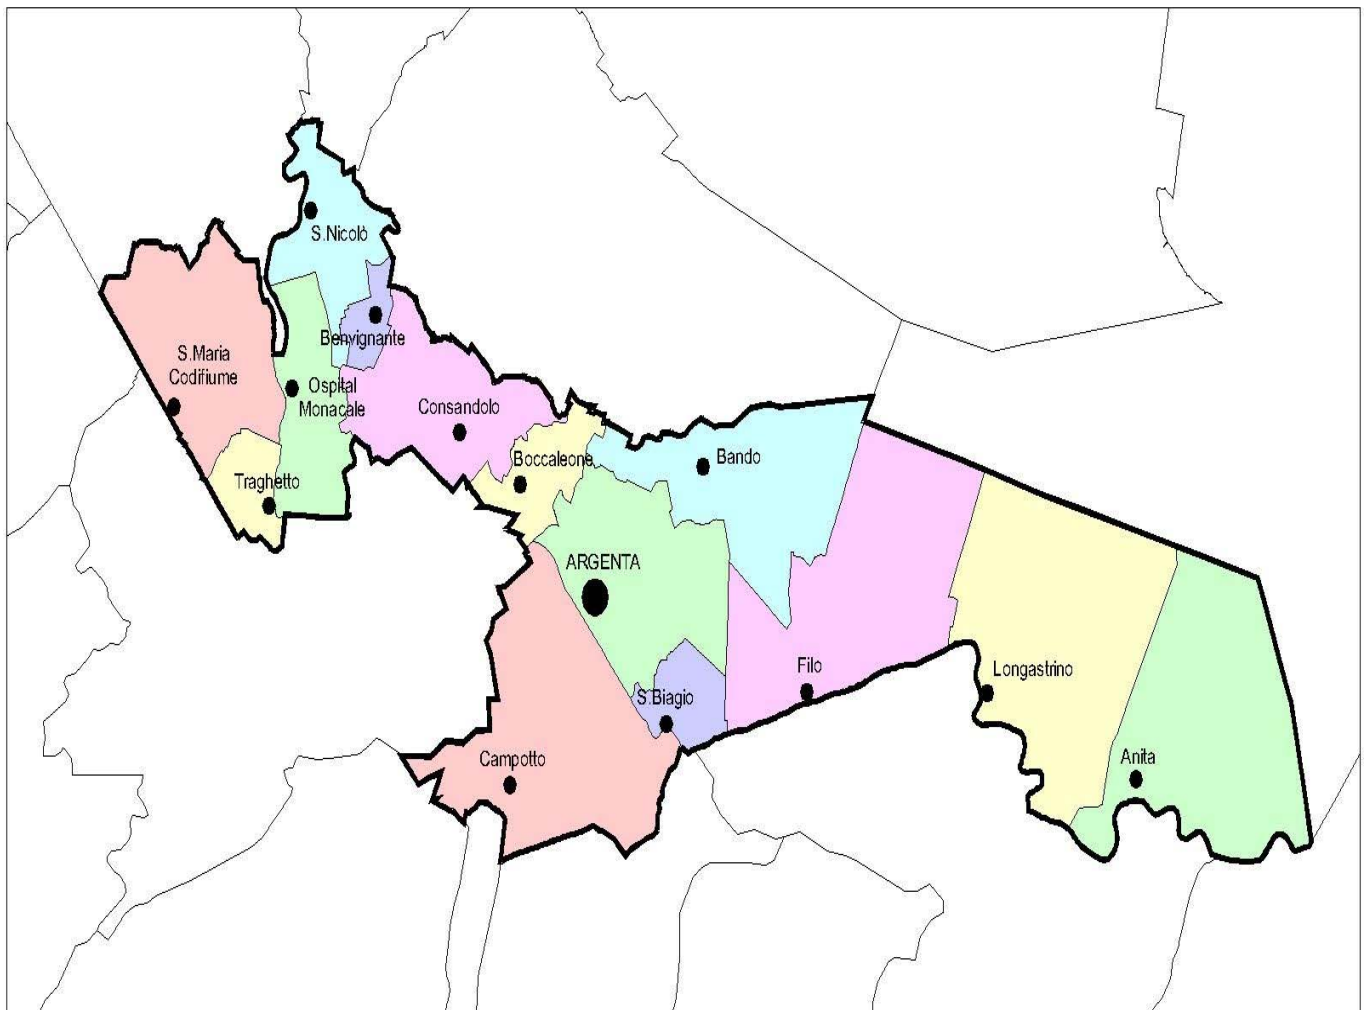 S.Nicolò
Benvignante
S.Maria
Codifiume
Ospital
Monacale
Consandolo
Boccaleone
Bando
Traghetto
ARGENTA
Filo
Longastrino
S.Biagio
Campotto
Anita